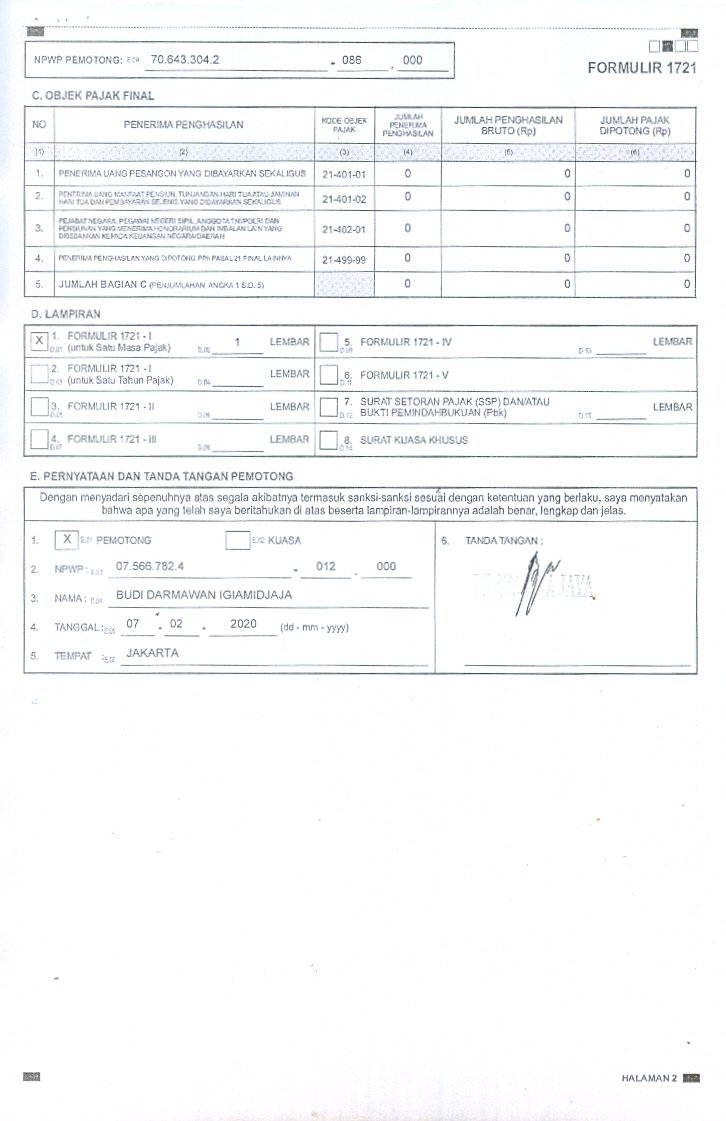 NPWP PEMOTONG: 70.643.304.2 - 086 . 000
FORMULIR 1721
C. OBJEK PAJAK FINAL
NO PENERIMA PENGHASILAN KODE OBJEK PAJAK JUMLAH PENERIMA PENGHASILAN JUMLAH PENGHASILAN BRUTO (Rp) JUMLAH PAJAK DIPOTONG (Rp)
(1) (2) (3) (4) (5) (6)
1. PENERIMA UANG PESANGON YANG DIBAYARKAN SEKALIGUS 21-401-01 0 0 0
2. PENERIMA UANG MANFAAT PENSIUN, TUNJANGAN HARI TUA ATAU JAMINAN
HARI TUA DAN PEMBAYARAN SEJENIS YANG DIBAYARKAN SEKALIGUS 21-401-02 0 0 0
3. PEJABAT NEGARA, PEGAWAI NEGERI SIPIL, ANGGOTA TNI/POLRI DAN
PENSIUNAN YANG MENERIMA HONORARIUM DAN IMBALAN LAIN YANG
DIBEBANKAN KEPADA KEUANGAN NEGARA/DAERAH 21-402-01 0 0 0
4. PENERIMA PENGHASILAN YANG DIPOTONG PPh PASAL 21 FINAL LAINNYA 21-499-99 0 0 0
5. JUMLAH BAGIAN C (PENJUMLAHAN ANGKA 1 S.D. 5) 0 0 0
D. LAMPIRAN
X D.01 1. FORMULIR 1721 - I
(untuk Satu Masa Pajak) D.02 1 LEMBAR
D.03 2. FORMULIR 1721 - I
(untuk Satu Tahun Pajak) D.04 LEMBAR
3. FORMULIR 1721 - II D.06 LEMBAR
D.07 4. FORMULIR 1721 - III LEMBAR
D.09 5. FORMULIR 1721 - IV D.10 LEMBAR
D.11 6. FORMULIR 1721 - V
D.12 7. SURAT SETORAN PAJAK (SSP) DAN/ATAU
BUKTI PEMINDAHBUKUAN (Pbk) D.13 LEMBAR
D.14 8. SURAT KUASA KHUSUS
E. PERNYATAAN DAN TANDA TANGAN PEMOTONG
Dengan menyadari sepenuhnya atas segala akibatnya termasuk sanksi-sanksi sesuai dengan ketentuan yang berlaku, saya menyatakan
bahwa apa yang telah saya beritahukan di atas beserta lampiran-lampirannya adalah benar, lengkap dan jelas.
1. X E.01 PEMOTONG E.02 KUASA
2. NPWP : E.03 07.566.782.4 - 012 . 000
3. NAMA : E.04 BUDI DARMAWAN IGIAMIDJAJA
4. TANGGAL : E.05 07 - 02 - 2020 (dd - mm - yyyy)
5. TEMPAT : JAKARTA
6. TANDA TANGAN :
HALAMAN 2